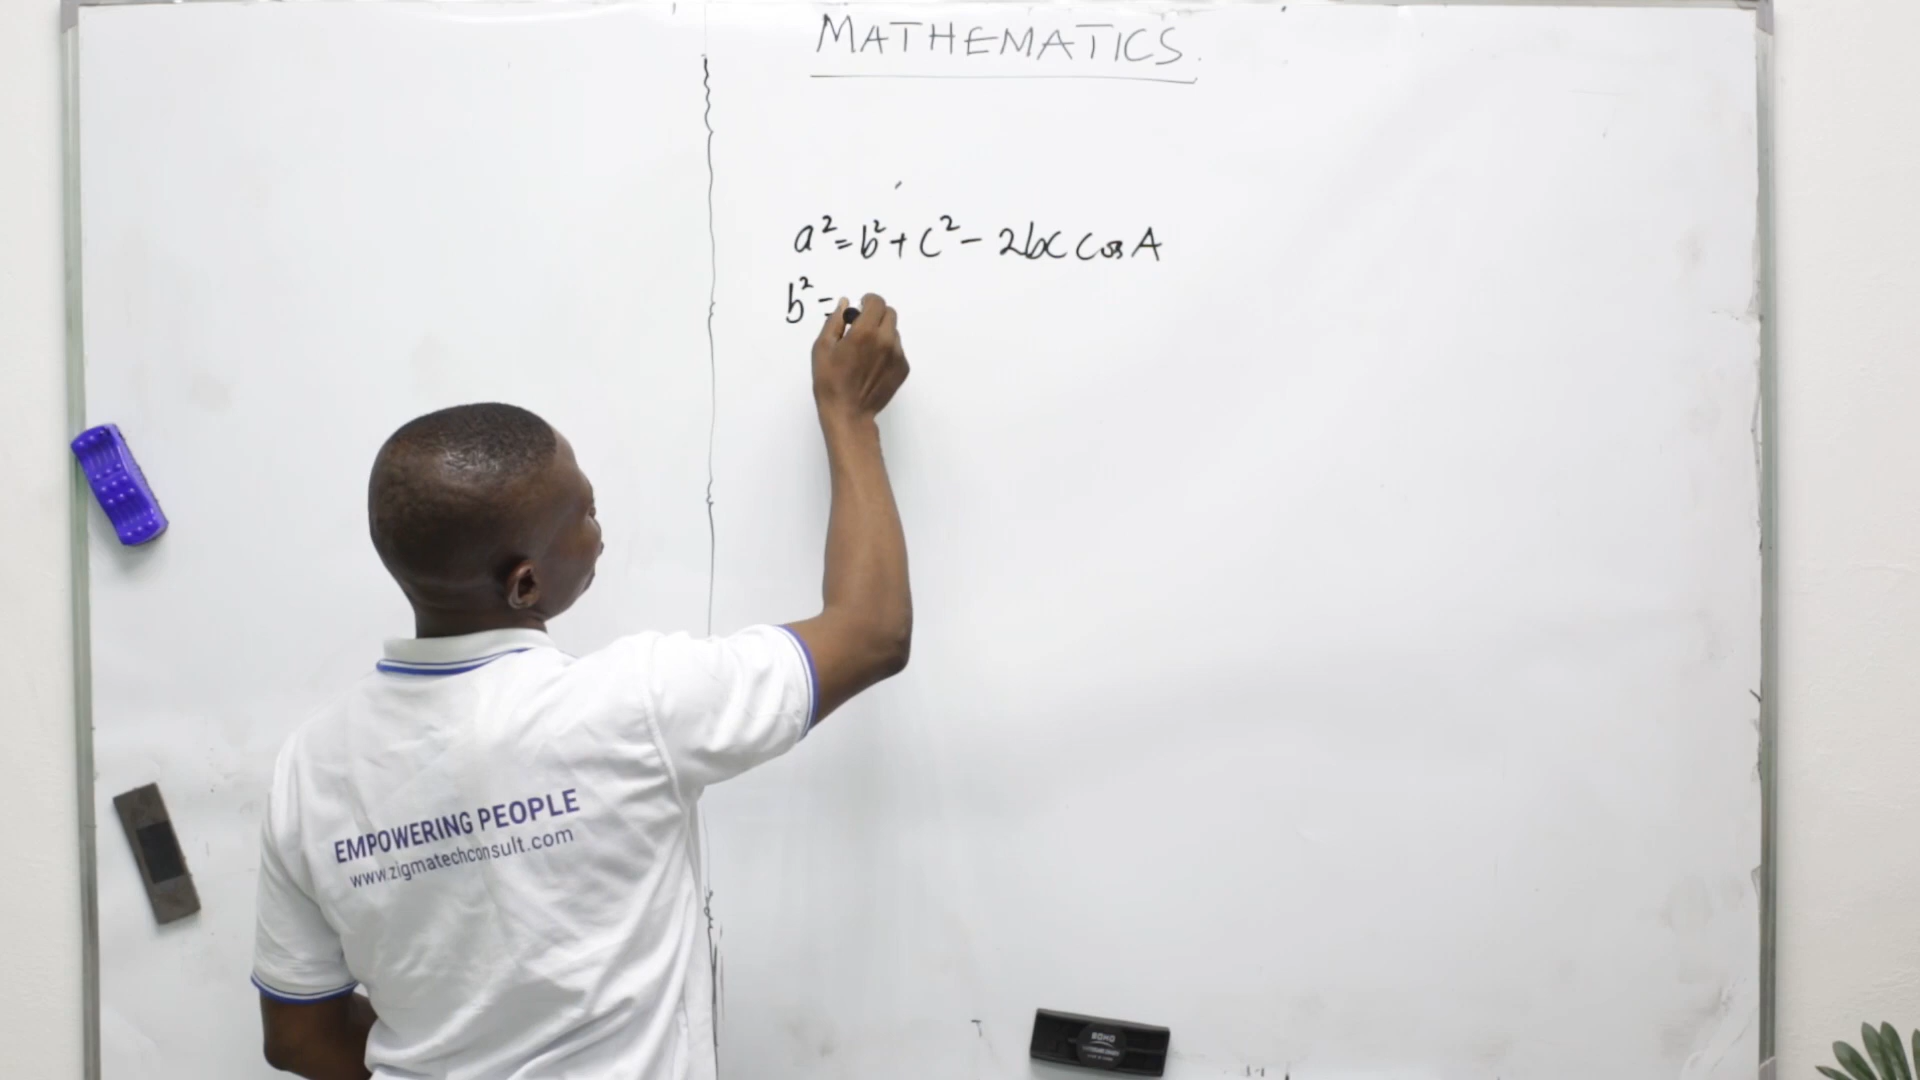 MATHEMATICS.
a² = b² + c² - 2bc cos A
b² =
EMPOWERING PEOPLE
www.zigmatechconsult.com